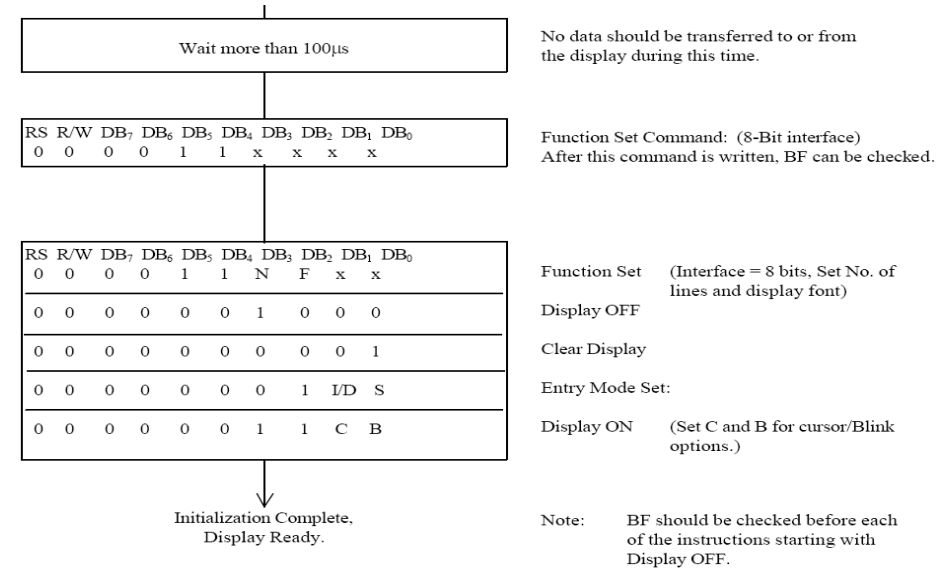 Wait more than 100µs
No data should be transferred to or from
the display during this time.
RS R/W DB₇ DB₆ DB₅ DB₄ DB₃ DB₂ DB₁ DB₀
0 0 0 0 1 1 x x x x
Function Set Command: (8-Bit interface)
After this command is written, BF can be checked.
RS R/W DB₇ DB₆ DB₅ DB₄ DB₃ DB₂ DB₁ DB₀
0 0 0 0 1 1 N F x x
Function Set (Interface = 8 bits, Set No. of
lines and display font)
0 0 0 0 0 0 1 0 0 0
Display OFF
0 0 0 0 0 0 0 0 0 1
Clear Display
0 0 0 0 0 0 0 1 I/D S
Entry Mode Set:
0 0 0 0 0 0 1 1 C B
Display ON (Set C and B for cursor/Blink
options.)
Initialization Complete,
Display Ready.
Note: BF should be checked before each
of the instructions starting with
Display OFF.